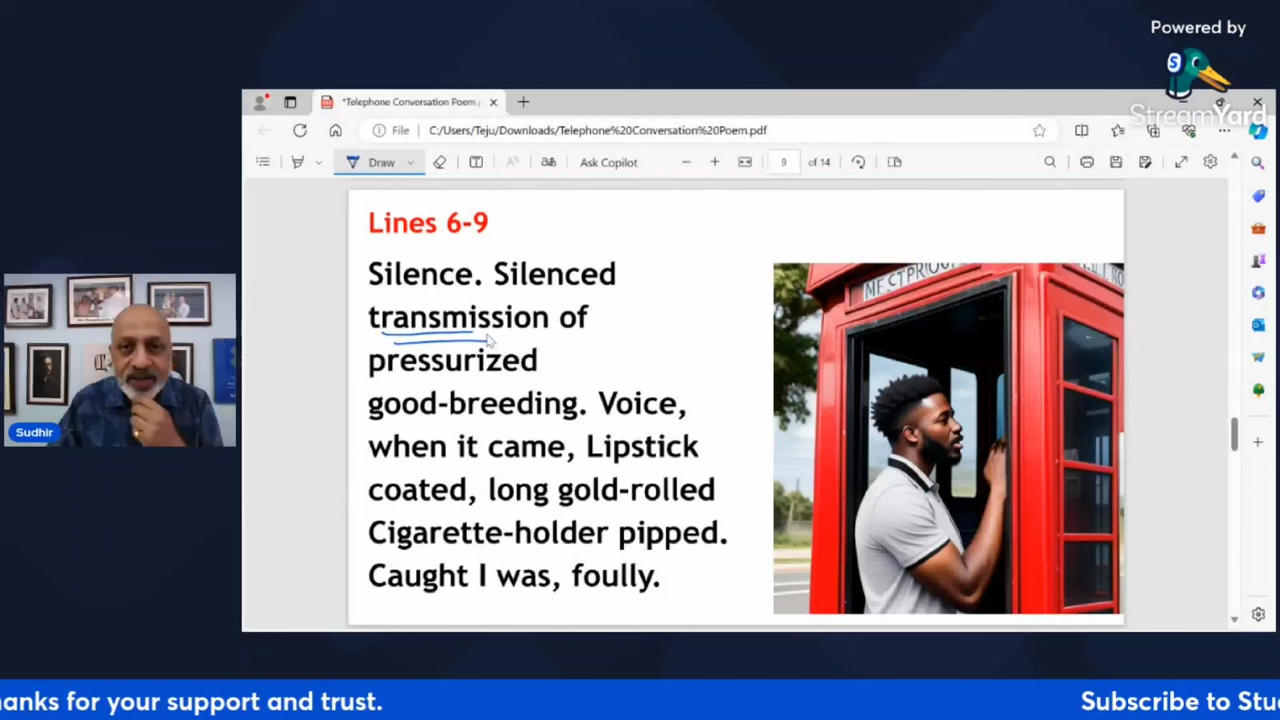 Powered by
StreamYard
*Telephone Conversation Poem.p
File C:/Users/Teju/Downloads/Telephone%20Conversation%20Poem.pdf
Draw
Ask Copilot
9 of 14
Lines 6-9
Silence. Silenced
transmission of
pressurized
good-breeding. Voice,
when it came, Lipstick
coated, long gold-rolled
Cigarette-holder pipped.
Caught I was, foully.
Sudhir
hanks for your support and trust.
Subscribe to Stu